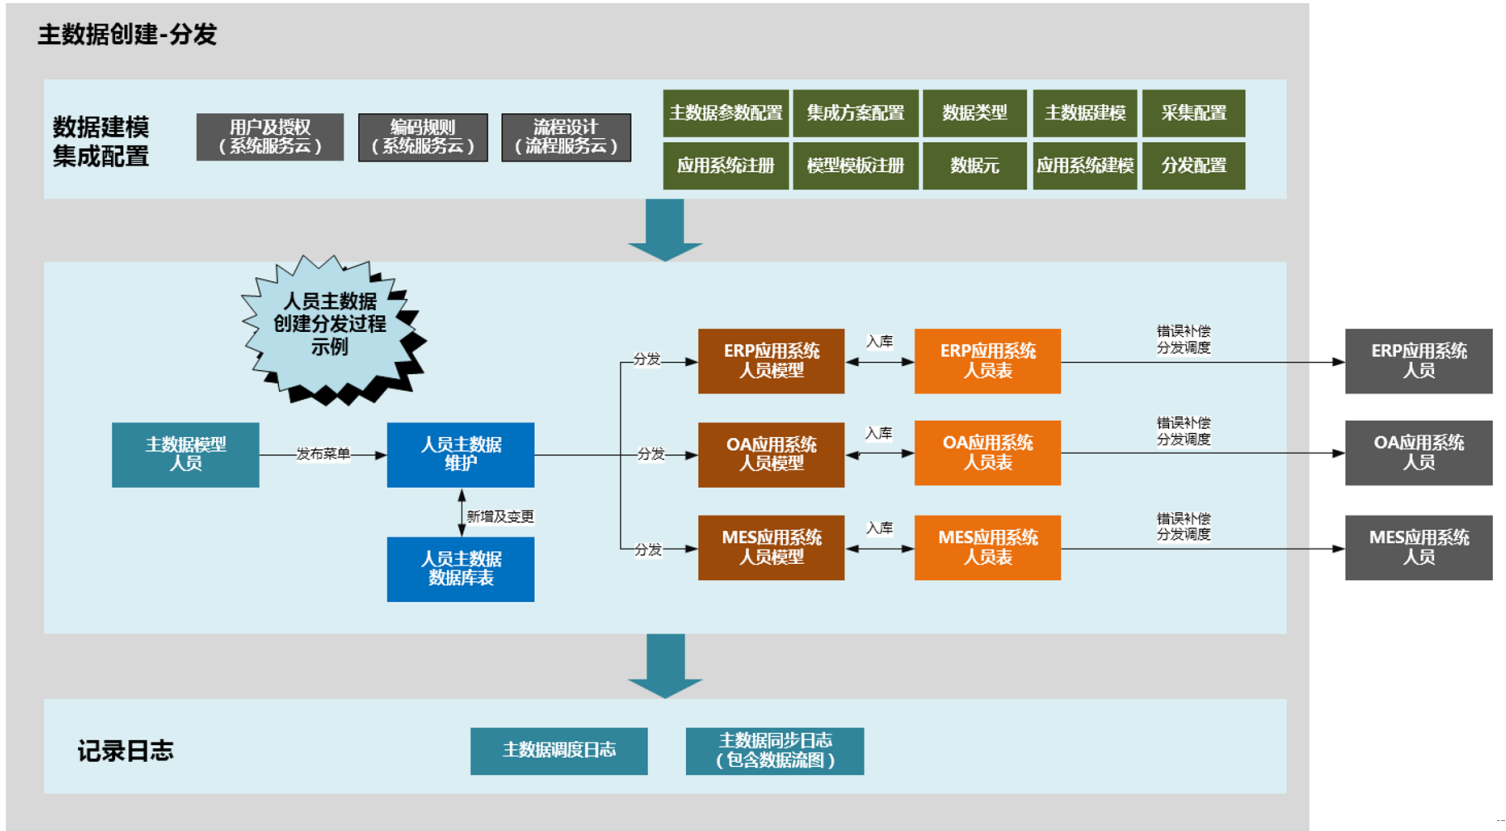 主数据创建-分发
数据建模
集成配置
用户及授权
（系统服务云）
编码规则
（系统服务云）
流程设计
（流程服务云）
主数据参数配置
集成方案配置
数据类型
主数据建模
采集配置
应用系统注册
模型模板注册
数据元
应用系统建模
分发配置
人员主数据
创建分发过程
示例
主数据模型
人员
发布菜单
人员主数据
维护
新增及变更
人员主数据
数据库表
分发
ERP应用系统
人员模型
入库
ERP应用系统
人员表
错误补偿
分发调度
ERP应用系统
人员
分发
OA应用系统
人员模型
入库
OA应用系统
人员表
错误补偿
分发调度
OA应用系统
人员
分发
MES应用系统
人员模型
入库
MES应用系统
人员表
错误补偿
分发调度
MES应用系统
人员
记录日志
主数据调度日志
主数据同步日志
（包含数据流图）